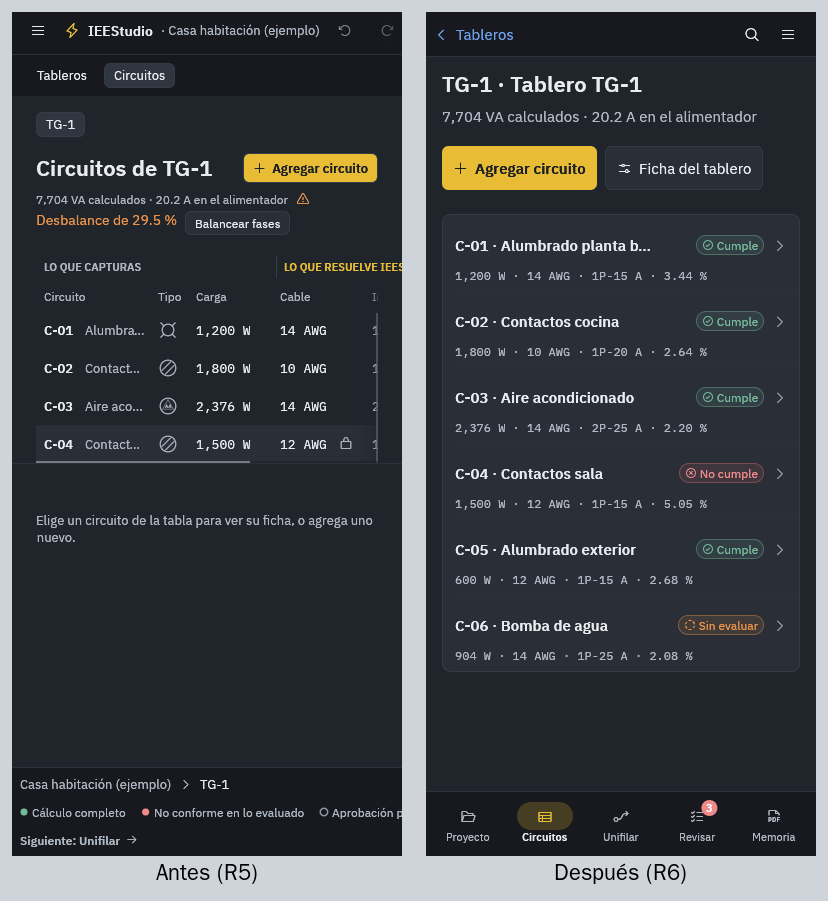 IEEStudio · Casa habitación (ejemplo)
Tableros Circuitos
TG-1
Circuitos de TG-1 + Agregar circuito
7,704 VA calculados · 20.2 A en el alimentador
Desbalance de 29.5 % Balancear fases
LO QUE CAPTURAS LO QUE RESUELVE IEES
Circuito Tipo Carga Cable
C-01 Alumbra... 1,200 W 14 AWG
C-02 Contact... 1,800 W 10 AWG
C-03 Aire aco... 2,376 W 14 AWG
C-04 Contact... 1,500 W 12 AWG
Elige un circuito de la tabla para ver su ficha, o agrega uno
nuevo.
Casa habitación (ejemplo) > TG-1
Cálculo completo No conforme en lo evaluado Aprobación p
Siguiente: Unifilar →
Antes (R5)
Tableros
TG-1 · Tablero TG-1
7,704 VA calculados · 20.2 A en el alimentador
+ Agregar circuito Ficha del tablero
C-01 · Alumbrado planta b... Cumple
1,200 W · 14 AWG · 1P-15 A · 3.44 %
C-02 · Contactos cocina Cumple
1,800 W · 10 AWG · 1P-20 A · 2.64 %
C-03 · Aire acondicionado Cumple
2,376 W · 14 AWG · 2P-25 A · 2.20 %
C-04 · Contactos sala No cumple
1,500 W · 12 AWG · 1P-15 A · 5.05 %
C-05 · Alumbrado exterior Cumple
600 W · 12 AWG · 1P-15 A · 2.68 %
C-06 · Bomba de agua Sin evaluar
904 W · 14 AWG · 1P-25 A · 2.08 %
3
PDF
Proyecto Circuitos Unifilar Revisar Memoria
Después (R6)